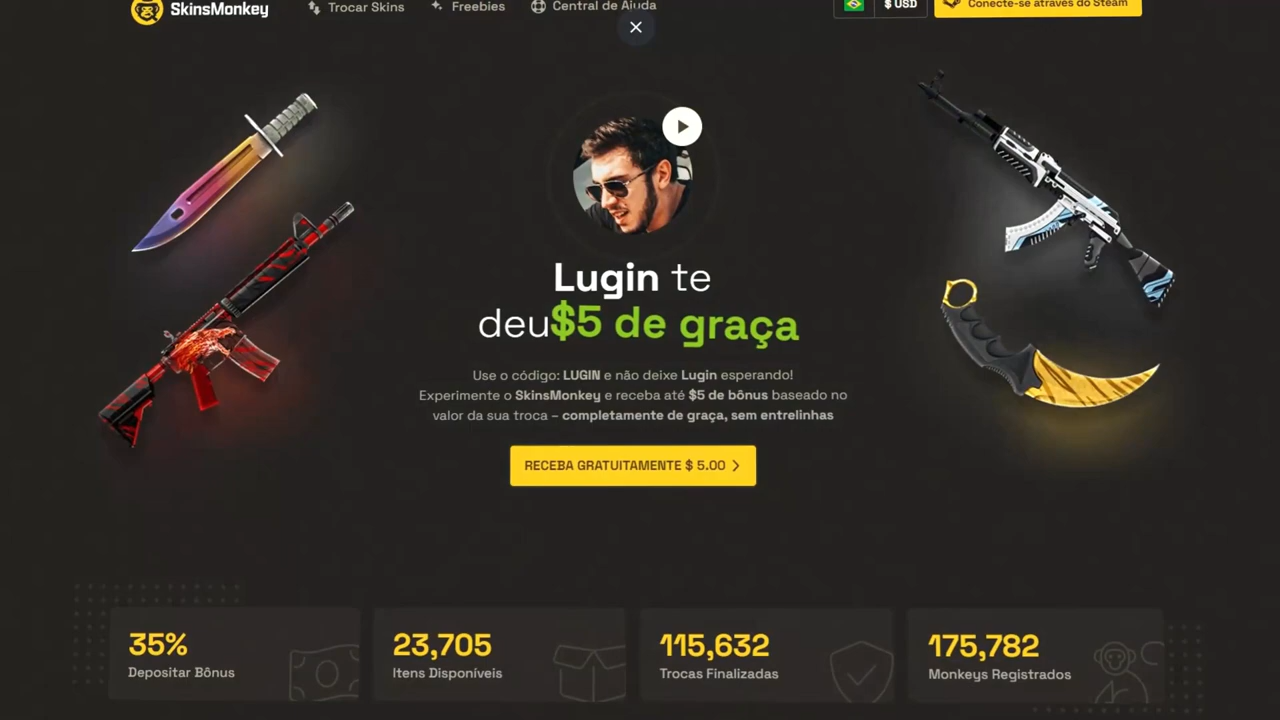 SkinsMonkey
Trocar Skins
Freebies
Central de Ajuda
$ USD
Conecte-se através do Steam
Lugin te
deu$5 de graça
Use o código: LUGIN e não deixe Lugin esperando!
Experimente o SkinsMonkey e receba até $5 de bônus baseado no
valor da sua troca – completamente de graça, sem entrelinhas
RECEBA GRATUITAMENTE $ 5.00
35%
Depositar Bônus
23,705
Itens Disponíveis
115,632
Trocas Finalizadas
175,782
Monkeys Registrados